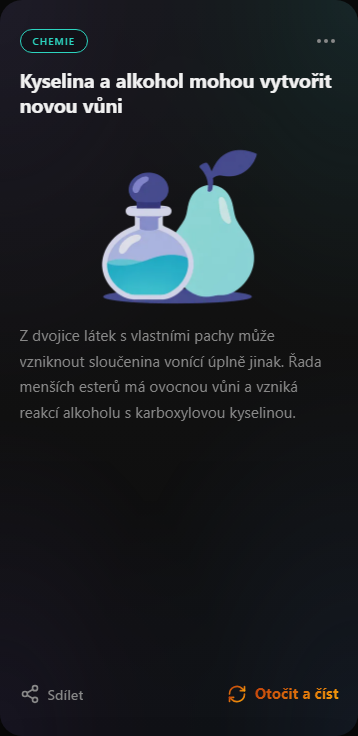 CHEMIE
Kyselina a alkohol mohou vytvořit
novou vůni
Z dvojice látek s vlastními pachy může
vzniknout sloučenina vonící úplně jinak. Řada
menších esterů má ovocnou vůni a vzniká
reakcí alkoholu s karboxylovou kyselinou.
Sdílet
Otočit a číst